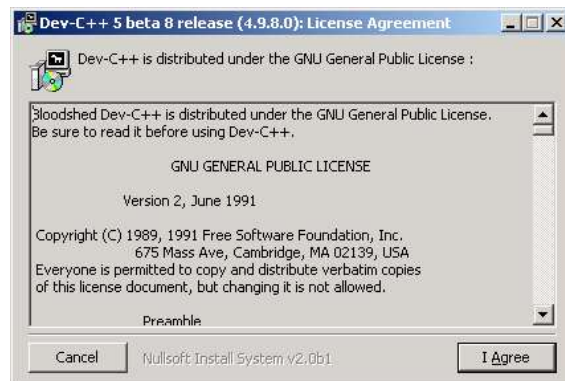 Dev-C++ 5 beta 8 release (4.9.8.0): License Agreement
Dev-C++ is distributed under the GNU General Public License :
Bloodshed Dev-C++ is distributed under the GNU General Public License.
Be sure to read it before using Dev-C++.
GNU GENERAL PUBLIC LICENSE
Version 2, June 1991
Copyright (C) 1989, 1991 Free Software Foundation, Inc.
675 Mass Ave, Cambridge, MA 02139, USA
Everyone is permitted to copy and distribute verbatim copies
of this license document, but changing it is not allowed.
Preamble
Cancel
Nullsoft Install System v2.0b1
I Agree